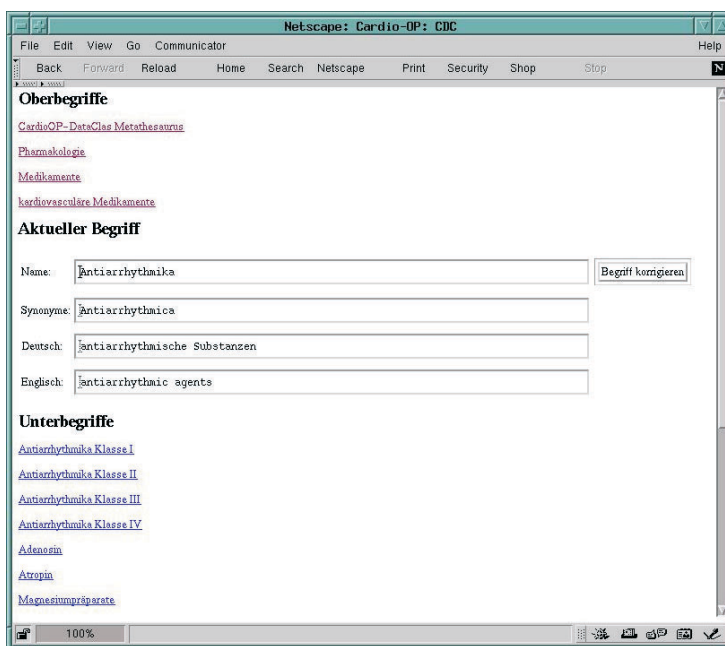 Netscape: Cardio-OP: CDC
File Edit View Go Communicator Help
Back Forward Reload Home Search Netscape Print Security Shop Stop N
Oberbegriffe
CardioOP-DataClas Metathesaurus
Pharmakologie
Medikamente
kardiovasculäre Medikamente
Aktueller Begriff
Name: Antiarrhythmika Begriff korrigieren
Synonyme: Antiarrhythmica
Deutsch: antiarrhythmische Substanzen
Englisch: antiarrhythmic agents
Unterbegriffe
Antiarrhythmika Klasse I
Antiarrhythmika Klasse II
Antiarrhythmika Klasse III
Antiarrhythmika Klasse IV
Adenosin
Atropin
Magnesiumpräparate
100%